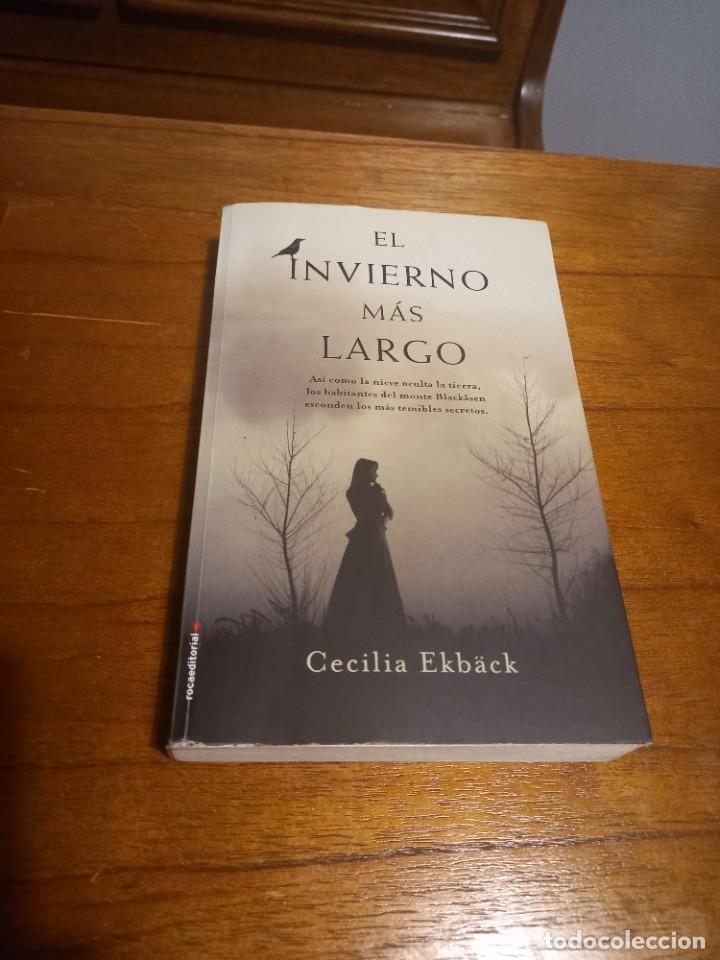 EL
INVIERNO
MÁS
LARGO
Así como la nieve oculta la tierra,
los habitantes del monte Blackåsen
esconden los más temibles secretos.
Cecilia Ekbäck
rocaeditorial
todocoleccion